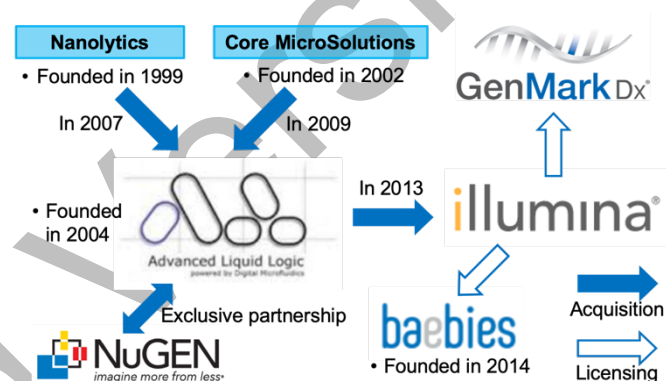 Nanolytics
• Founded in 1999
Core MicroSolutions
• Founded in 2002
GenMark Dx®
In 2007
In 2009
• Founded
in 2004
Advanced Liquid Logic
powered by Digital Microfluidics
In 2013
illumina®
Exclusive partnership
NuGEN
imagine more from less•
baebies
• Founded in 2014
Acquisition
Licensing